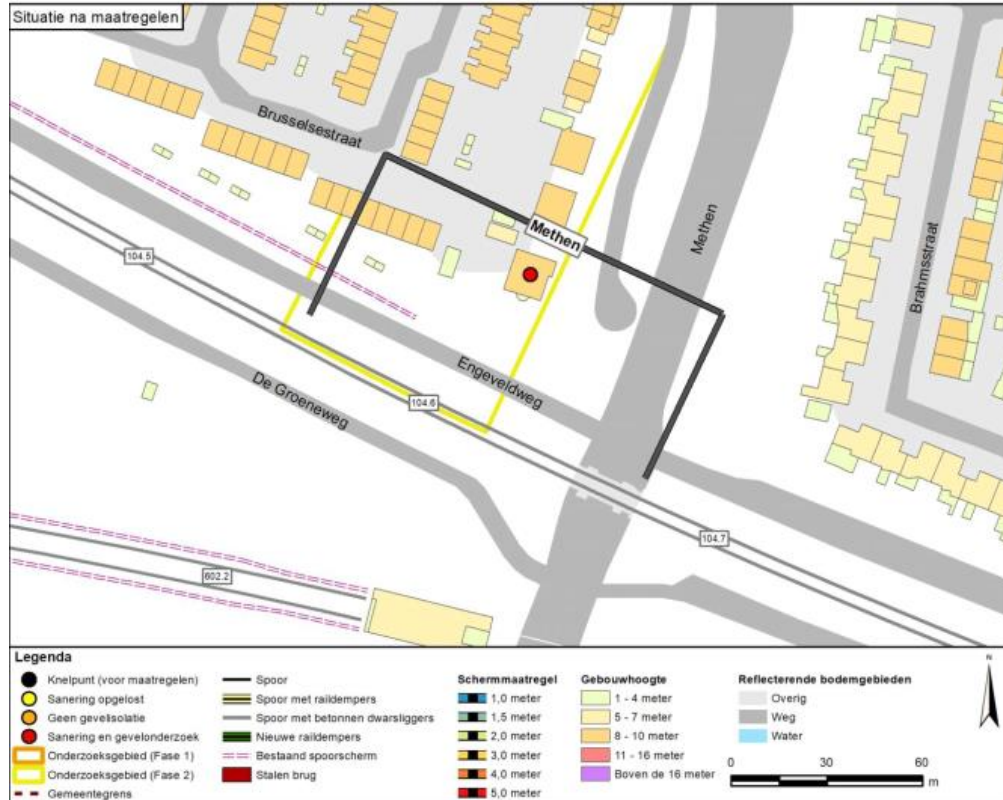 Situatie na maatregelen
Brusselsestraat
Methen
Methen
Brahmsstraat
104.5
Engeveldweg
De Groeneweg
104.6
104.7
602.2
Legenda
Knelpunt (voor maatregelen)
Sanering opgelost
Geen gevelisolatie
Sanering en gevelonderzoek
Onderzoeksgebied (Fase 1)
Onderzoeksgebied (Fase 2)
Gemeentegrens
Spoor
Spoor met raildempers
Spoor met betonnen dwarsliggers
Nieuwe raildempers
Bestaand spoorscherm
Stalen brug
Schermmaatregel
1,0 meter
1,5 meter
2,0 meter
3,0 meter
4,0 meter
5,0 meter
Gebouwhoogte
1 - 4 meter
5 - 7 meter
8 - 10 meter
11 - 16 meter
Boven de 16 meter
Reflecterende bodemgebieden
Overig
Weg
Water
N
0 30 60
m